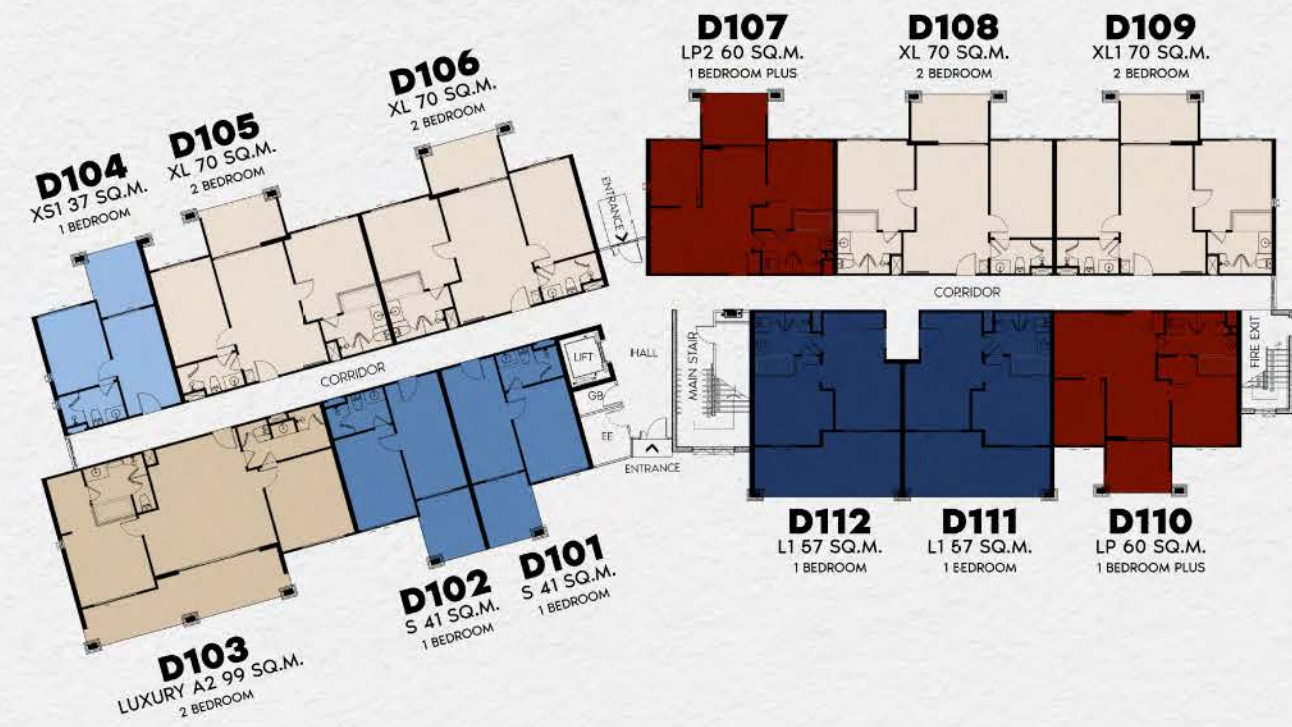 D107
LP2 60 SQ.M.
1 BEDROOM PLUS
D108
XL 70 SQ.M.
2 BEDROOM
D109
XL1 70 SQ.M.
2 BEDROOM
D106
XL 70 SQ.M.
2 BEDROOM
D105
XL 70 SQ.M.
2 BEDROOM
D104
XS1 37 SQ.M.
1 BEDROOM
ENTRANCE
CORRIDOR
CORRIDOR
LIFT
HALL
MAIN STAIR
FIRE EXIT
GB
EE
ENTRANCE
D112
L1 57 SQ.M.
1 BEDROOM
D111
L1 57 SQ.M.
1 BEDROOM
D110
LP 60 SQ.M.
1 BEDROOM PLUS
D101
S 41 SQ.M.
1 BEDROOM
D102
S 41 SQ.M.
1 BEDROOM
D103
LUXURY A2 99 SQ.M.
2 BEDROOM